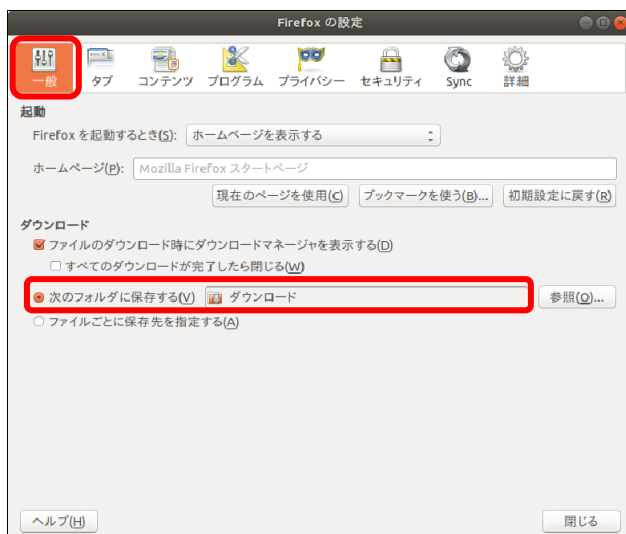 Firefox の設定
一般 タブ コンテンツ プログラム プライバシー セキュリティ Sync 詳細
起動
Firefox を起動するとき(S): ホームページを表示する
ホームページ(P): Mozilla Firefox スタートページ
現在のページを使用(C) ブックマークを使う(B)... 初期設定に戻す(R)
ダウンロード
ファイルのダウンロード時にダウンロードマネージャを表示する(D)
すべてのダウンロードが完了したら閉じる(W)
次のフォルダに保存する(V) ダウンロード 参照(O)...
ファイルごとに保存先を指定する(A)
ヘルプ(H) 閉じる